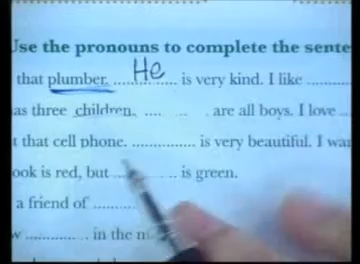 Use the pronouns to complete the sente
that plumber. .... He .... is very kind. I like ..........
as three children. .... .. . are all boys. I love ...
t that cell phone. ............... is very beautiful. I wa
ook is red, but ... .. is green.
a friend of ..........
w ............... in the m